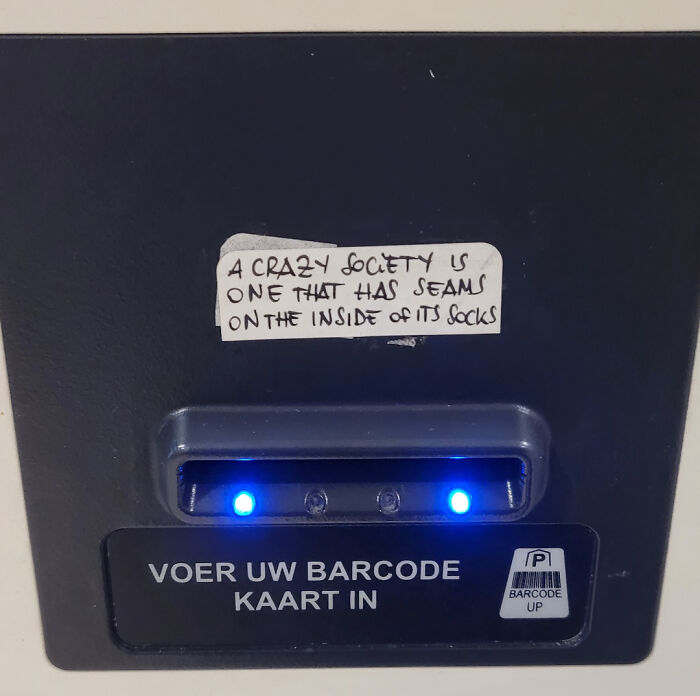 A CRAZY SOCIETY IS
ONE THAT HAS SEAMS
ON THE INSIDE OF ITS SOCKS
VOER UW BARCODE
KAART IN
P
BARCODE
UP